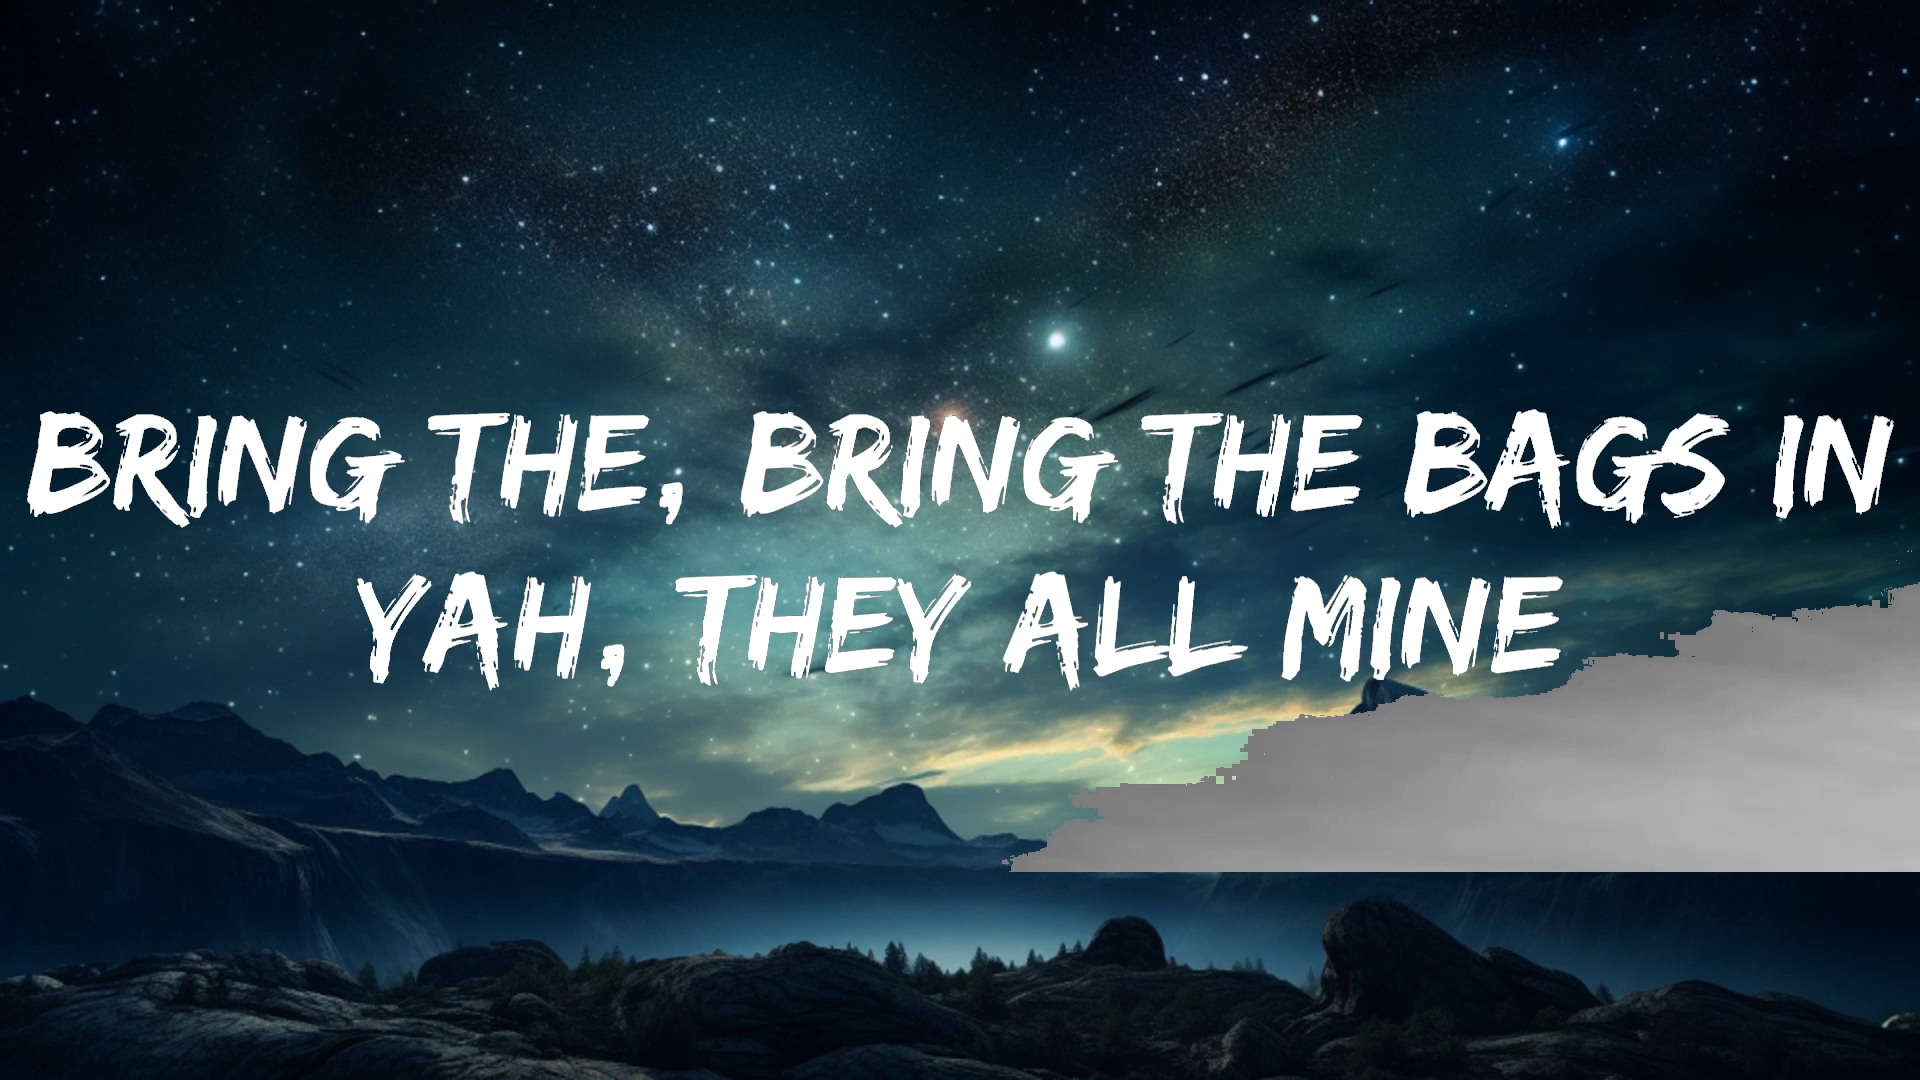 BRING THE, BRING THE BAGS IN
YAH, THEY ALL MINE